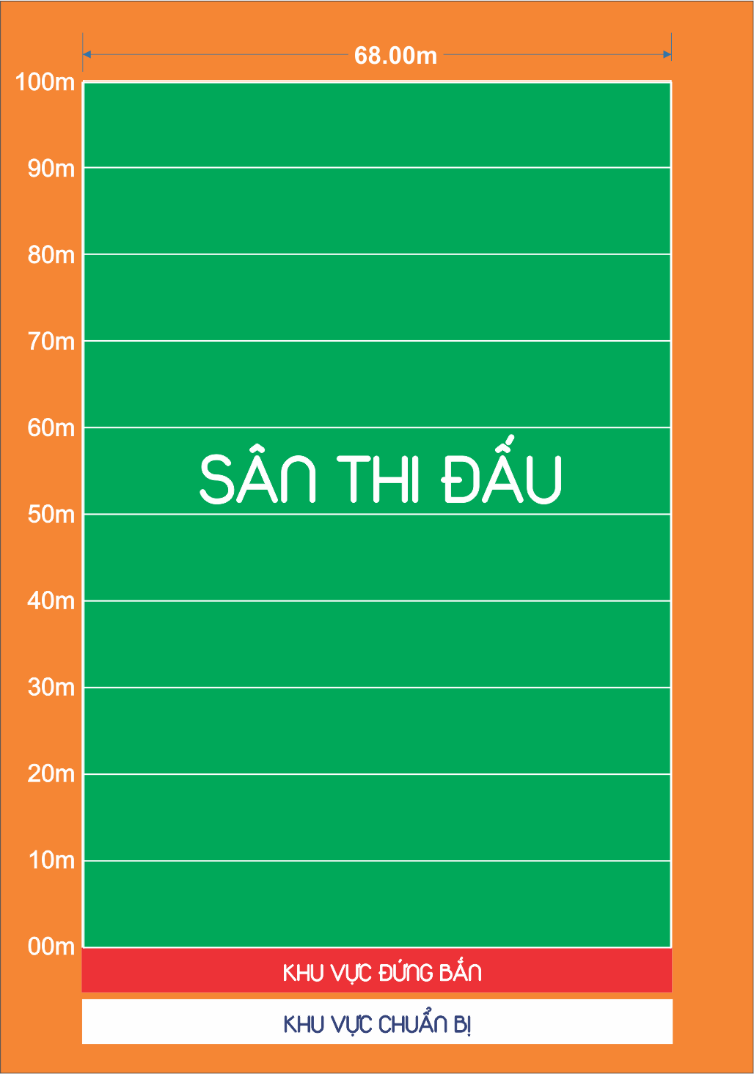 68.00m
100m
90m
80m
70m
60m
SÂN THI ĐẤU
50m
40m
30m
20m
10m
00m
KHU VỰC ĐỨNG BẮN
KHU VỰC CHUẨN BỊ